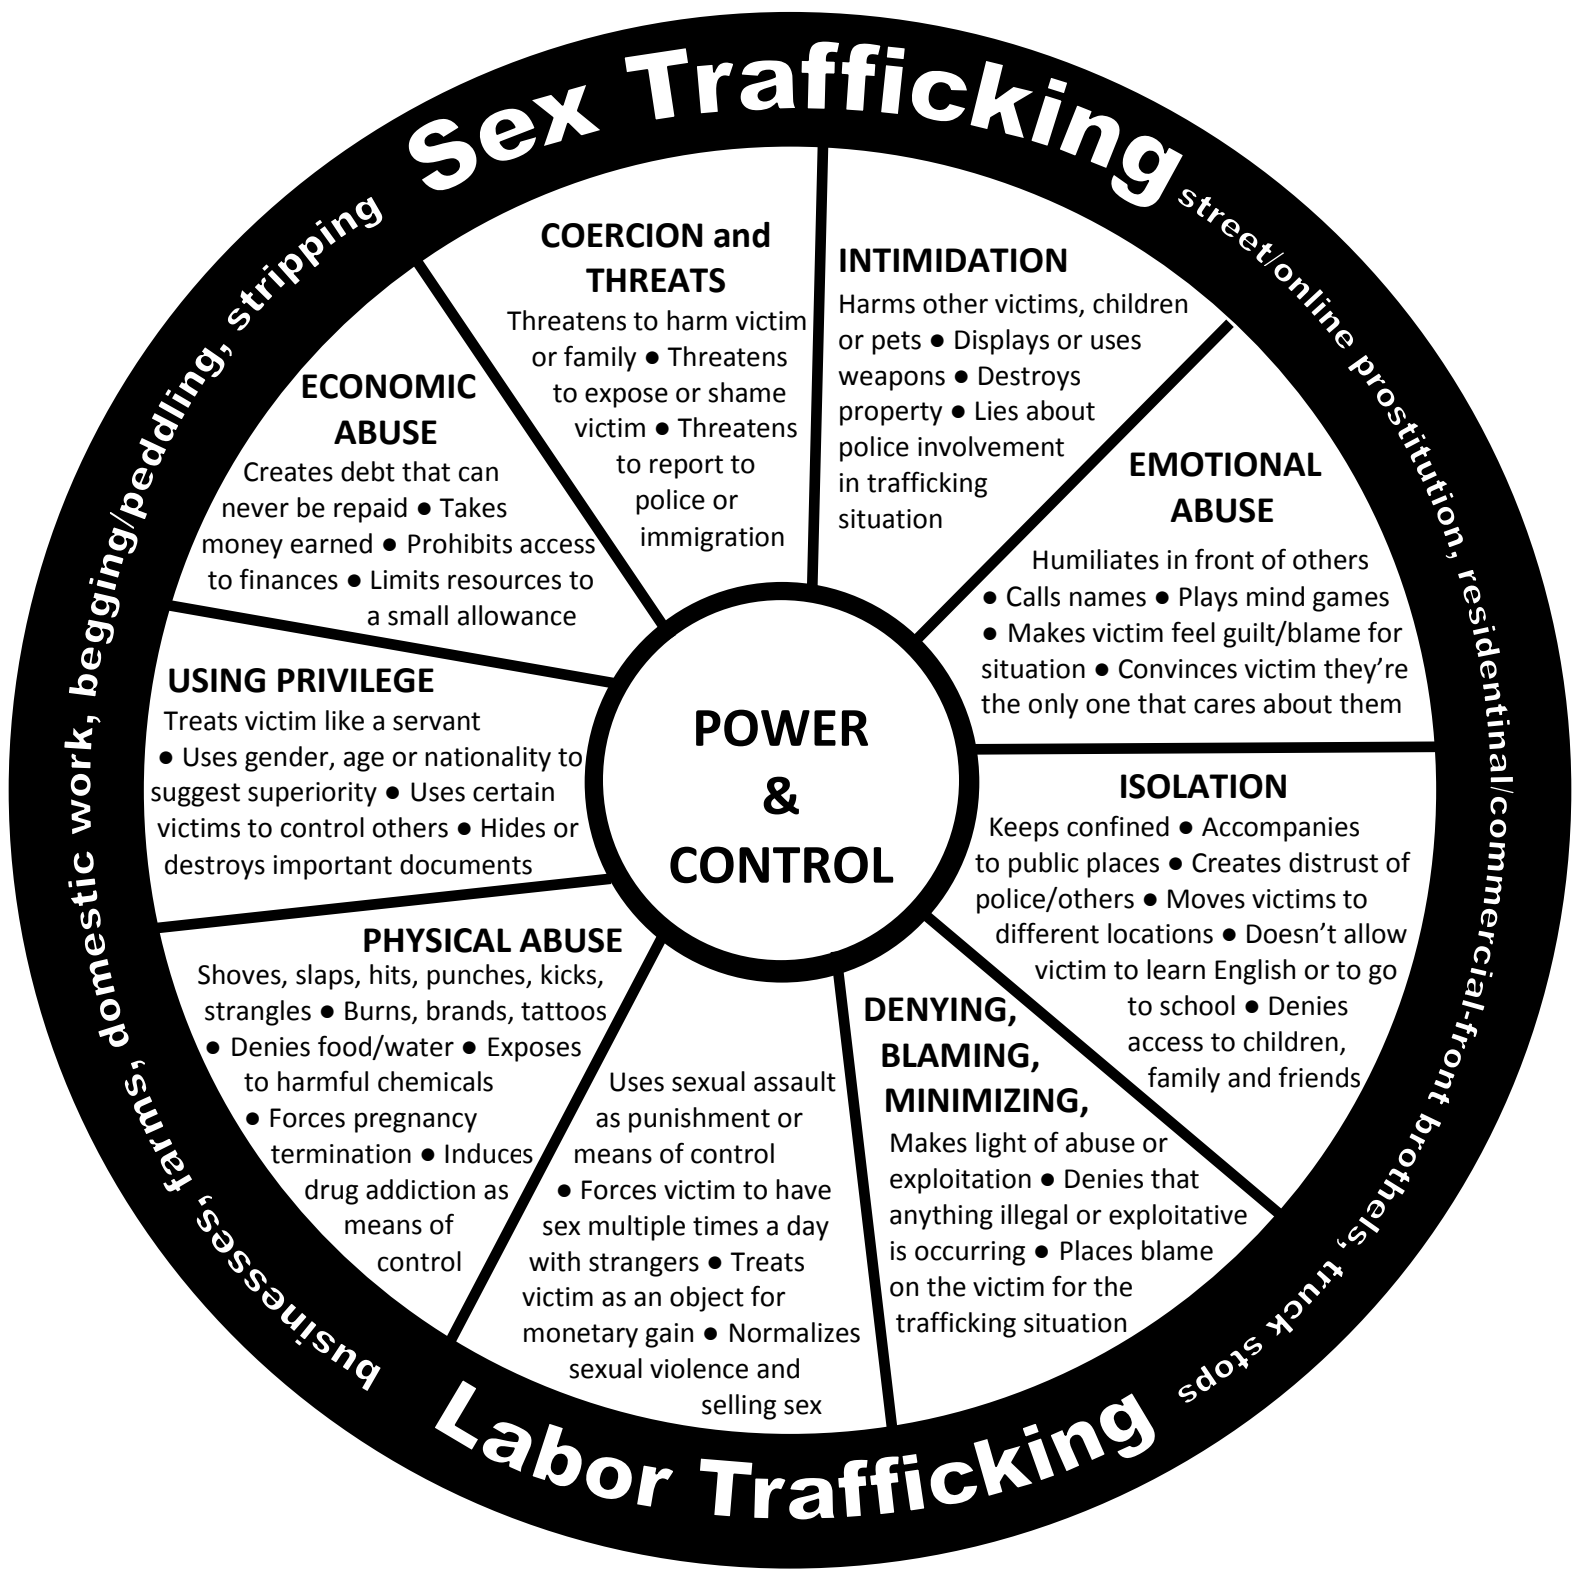 Sex Trafficking
street/online prostitution, residentinal/commmercial-front brothels, truck stops
Labor Trafficking
businesses, farms, domestic work, begging/peddling, stripping
COERCION and
THREATS
Threatens to harm victim
or family ● Threatens
to expose or shame
victim ● Threatens
to report to
police or
immigration
INTIMIDATION
Harms other victims, children
or pets ● Displays or uses
weapons ● Destroys
property ● Lies about
police involvement
in trafficking
situation
EMOTIONAL
ABUSE
Humiliates in front of others
● Calls names ● Plays mind games
● Makes victim feel guilt/blame for
situation ● Convinces victim they’re
the only one that cares about them
ISOLATION
Keeps confined ● Accompanies
to public places ● Creates distrust of
police/others ● Moves victims to
different locations ● Doesn’t allow
victim to learn English or to go
to school ● Denies
access to children,
family and friends
DENYING,
BLAMING,
MINIMIZING,
Makes light of abuse or
exploitation ● Denies that
anything illegal or exploitative
is occurring ● Places blame
on the victim for the
trafficking situation
Uses sexual assault
as punishment or
means of control
● Forces victim to have
sex multiple times a day
with strangers ● Treats
victim as an object for
monetary gain ● Normalizes
sexual violence and
selling sex
PHYSICAL ABUSE
Shoves, slaps, hits, punches, kicks,
strangles ● Burns, brands, tattoos
● Denies food/water ● Exposes
to harmful chemicals
● Forces pregnancy
termination ● Induces
drug addiction as
means of
control
USING PRIVILEGE
Treats victim like a servant
● Uses gender, age or nationality to
suggest superiority ● Uses certain
victims to control others ● Hides or
destroys important documents
ECONOMIC
ABUSE
Creates debt that can
never be repaid ● Takes
money earned ● Prohibits access
to finances ● Limits resources to
a small allowance
POWER
&
CONTROL